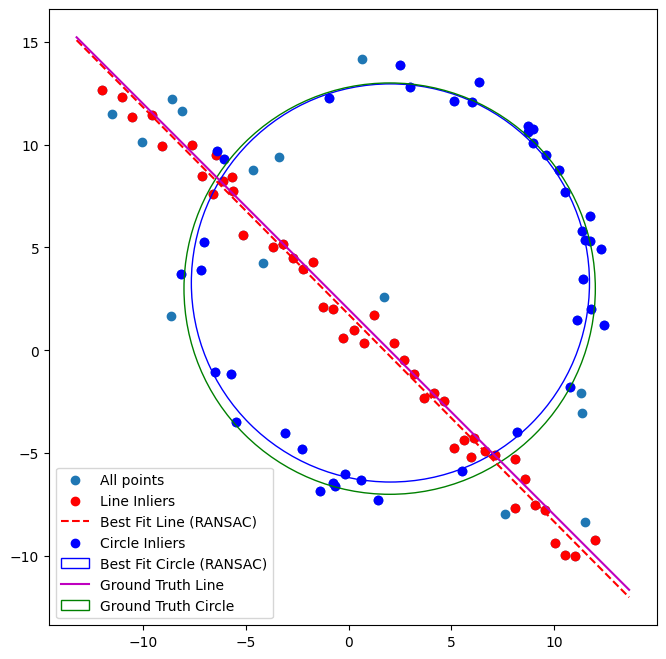 15
10
5
0
−5
−10
All points
Line Inliers
Best Fit Line (RANSAC)
Circle Inliers
Best Fit Circle (RANSAC)
Ground Truth Line
Ground Truth Circle
−10 −5 0 5 10